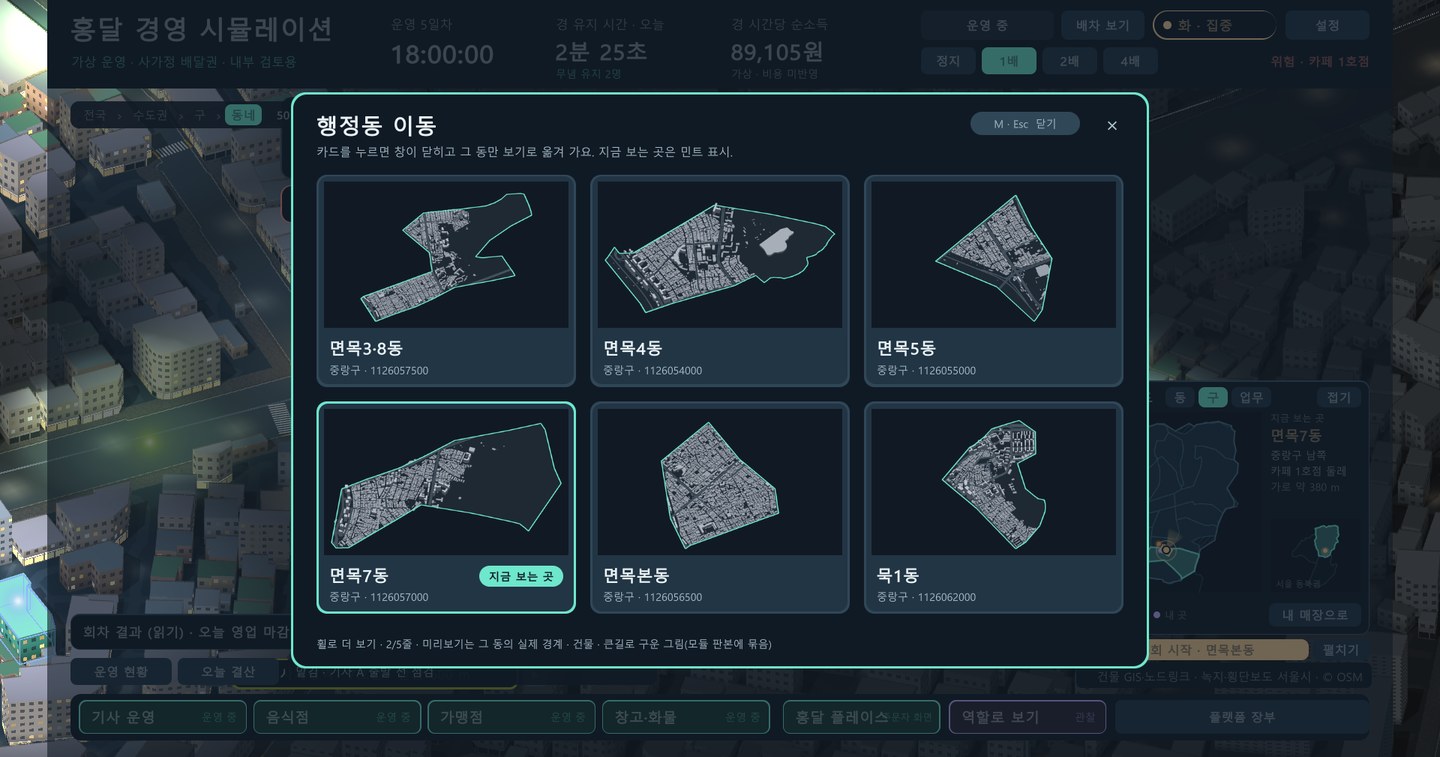 홍달 경영 시뮬레이션
가상 운영 · 사가정 배달권 · 내부 검토용
운영 5일차
18:00:00
경 유지 시간 · 오늘
2분 25초
무냄 유지 2명
경 시간당 순소득
89,105원
가상 · 비용 미반영
운영 중
배차 보기
화 · 집중
설정
정지
1배
2배
4배
위험 · 카페 1호점
전국 › 수도권 › 구 › 동네 50
행정동 이동
M · Esc 닫기
×
카드를 누르면 창이 닫히고 그 동만 보기로 옮겨 가요. 지금 보는 곳은 민트 표시.
면목3·8동
중랑구 · 1126057500
면목4동
중랑구 · 1126054000
면목5동
중랑구 · 1126055000
면목7동
지금 보는 곳
중랑구 · 1126057000
면목본동
중랑구 · 1126056500
묵1동
중랑구 · 1126062000
휠로 더 보기 · 2/5줄 · 미리보기는 그 동의 실제 경계 · 건물 · 큰길로 구운 그림(모듈 판본에 묶음)
동
구
업무
접기
지금 보는 곳
면목7동
중랑구 남쪽
카페 1호점 둘레
가로 약 380 m
서울 동북권
내 곳
내 매장으로
회 시작 · 면목본동
펼치기
건물 GIS·노드링크 · 녹지·횡단보도 서울시 · © OSM
회차 결과 (읽기) · 오늘 영업 마감
운영 현황
오늘 결산
기사 운영
운영 중
음식점
운영 중
가맹점
운영 중
창고·화물
운영 중
홍달 플레이스
역할로 보기
관찰
플랫폼 장부